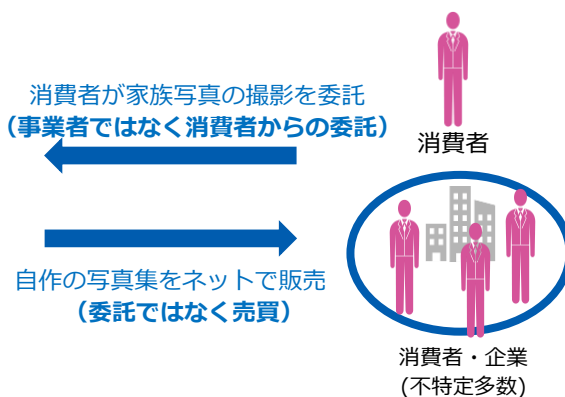 消費者が家族写真の撮影を委託
（事業者ではなく消費者からの委託）
消費者
自作の写真集をネットで販売
（委託ではなく売買）
消費者・企業
(不特定多数)